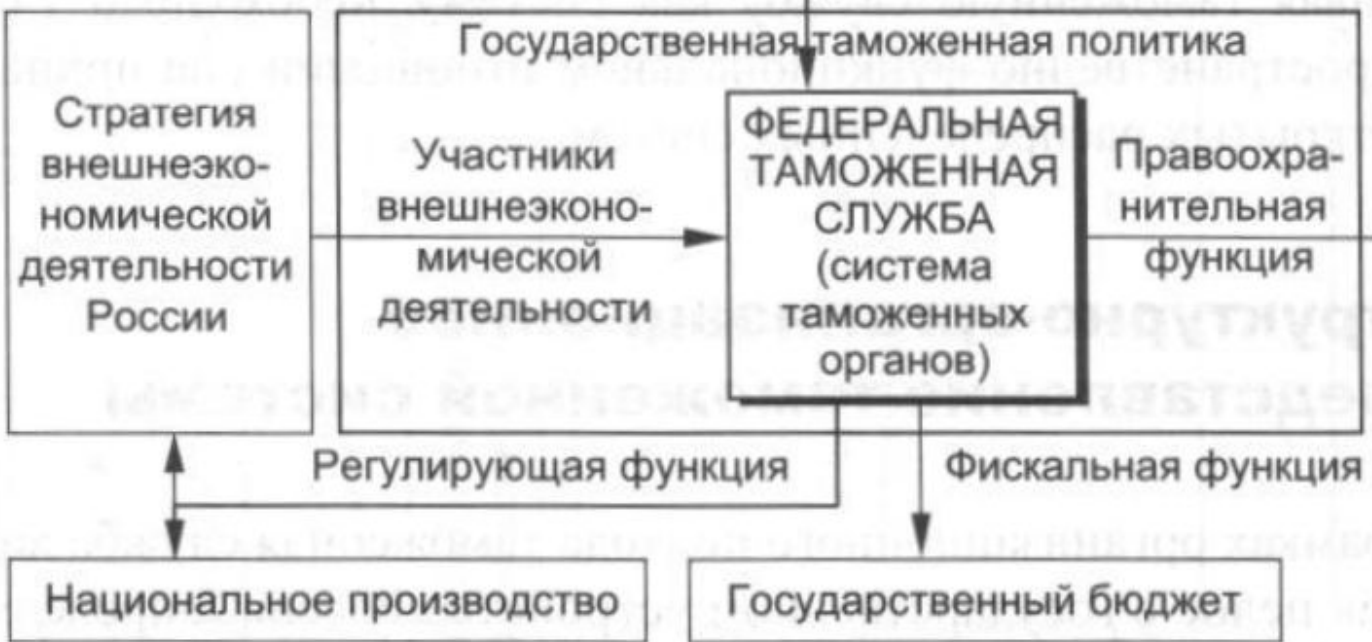 Государственная таможенная политика
Стратегия
внешнеэко-
номической
деятельности
России
Участники
внешнеэконо-
мической
деятельности
ФЕДЕРАЛЬНАЯ
ТАМОЖЕННАЯ
СЛУЖБА
(система
таможенных
органов)
Правоохра-
нительная
функция
Регулирующая функция
Фискальная функция
Национальное производство
Государственный бюджет